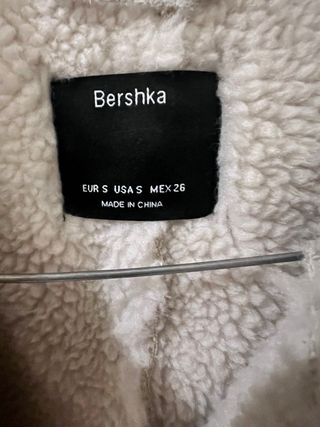 Bershka
EUR S USA S MEX 26
MADE IN CHINA